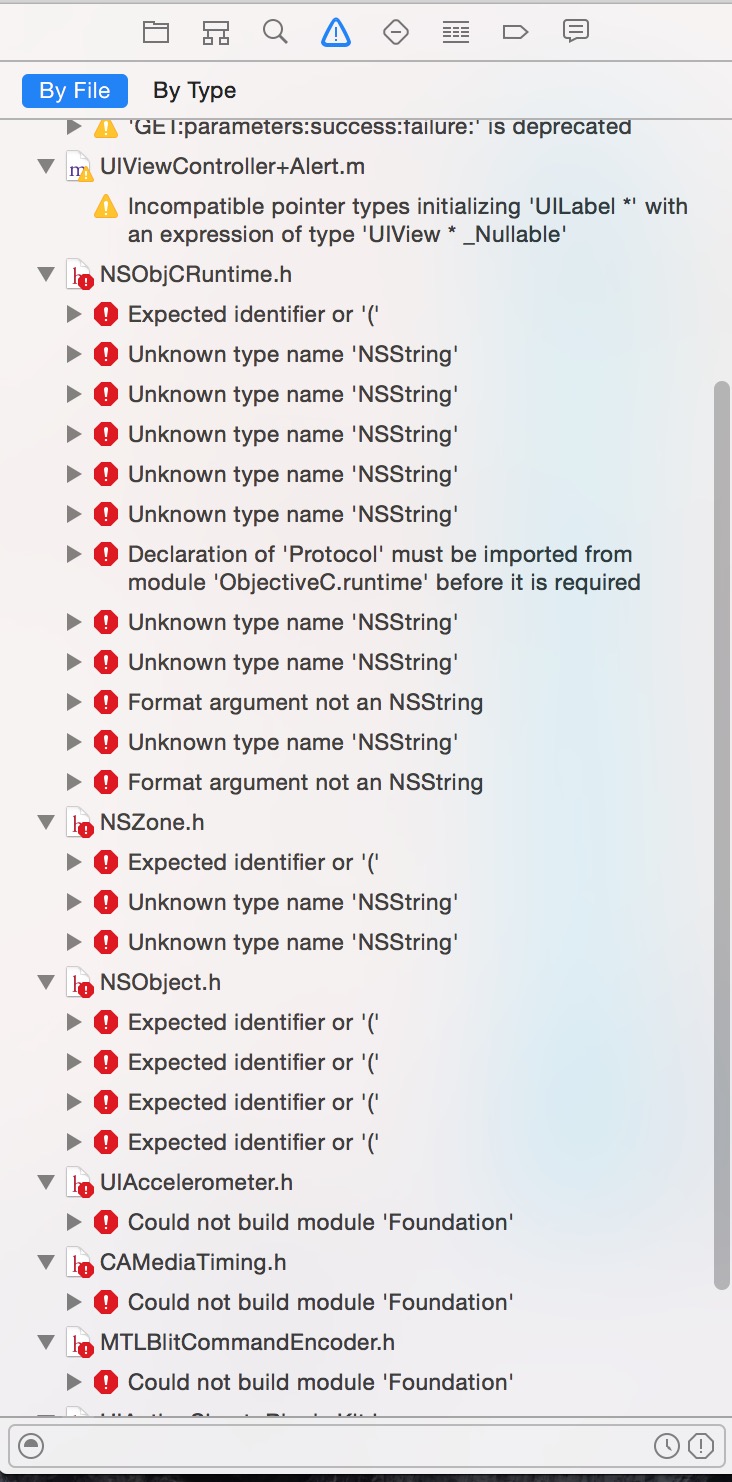 By File By Type
'GET:parameters:success:failure:' is deprecated
UIViewController+Alert.m
Incompatible pointer types initializing 'UILabel *' with
an expression of type 'UIView * _Nullable'
NSObjCRuntime.h
Expected identifier or '('
Unknown type name 'NSString'
Unknown type name 'NSString'
Unknown type name 'NSString'
Unknown type name 'NSString'
Unknown type name 'NSString'
Declaration of 'Protocol' must be imported from
module 'ObjectiveC.runtime' before it is required
Unknown type name 'NSString'
Unknown type name 'NSString'
Format argument not an NSString
Unknown type name 'NSString'
Format argument not an NSString
NSZone.h
Expected identifier or '('
Unknown type name 'NSString'
Unknown type name 'NSString'
NSObject.h
Expected identifier or '('
Expected identifier or '('
Expected identifier or '('
Expected identifier or '('
UIAccelerometer.h
Could not build module 'Foundation'
CAMediaTiming.h
Could not build module 'Foundation'
MTLBlitCommandEncoder.h
Could not build module 'Foundation'